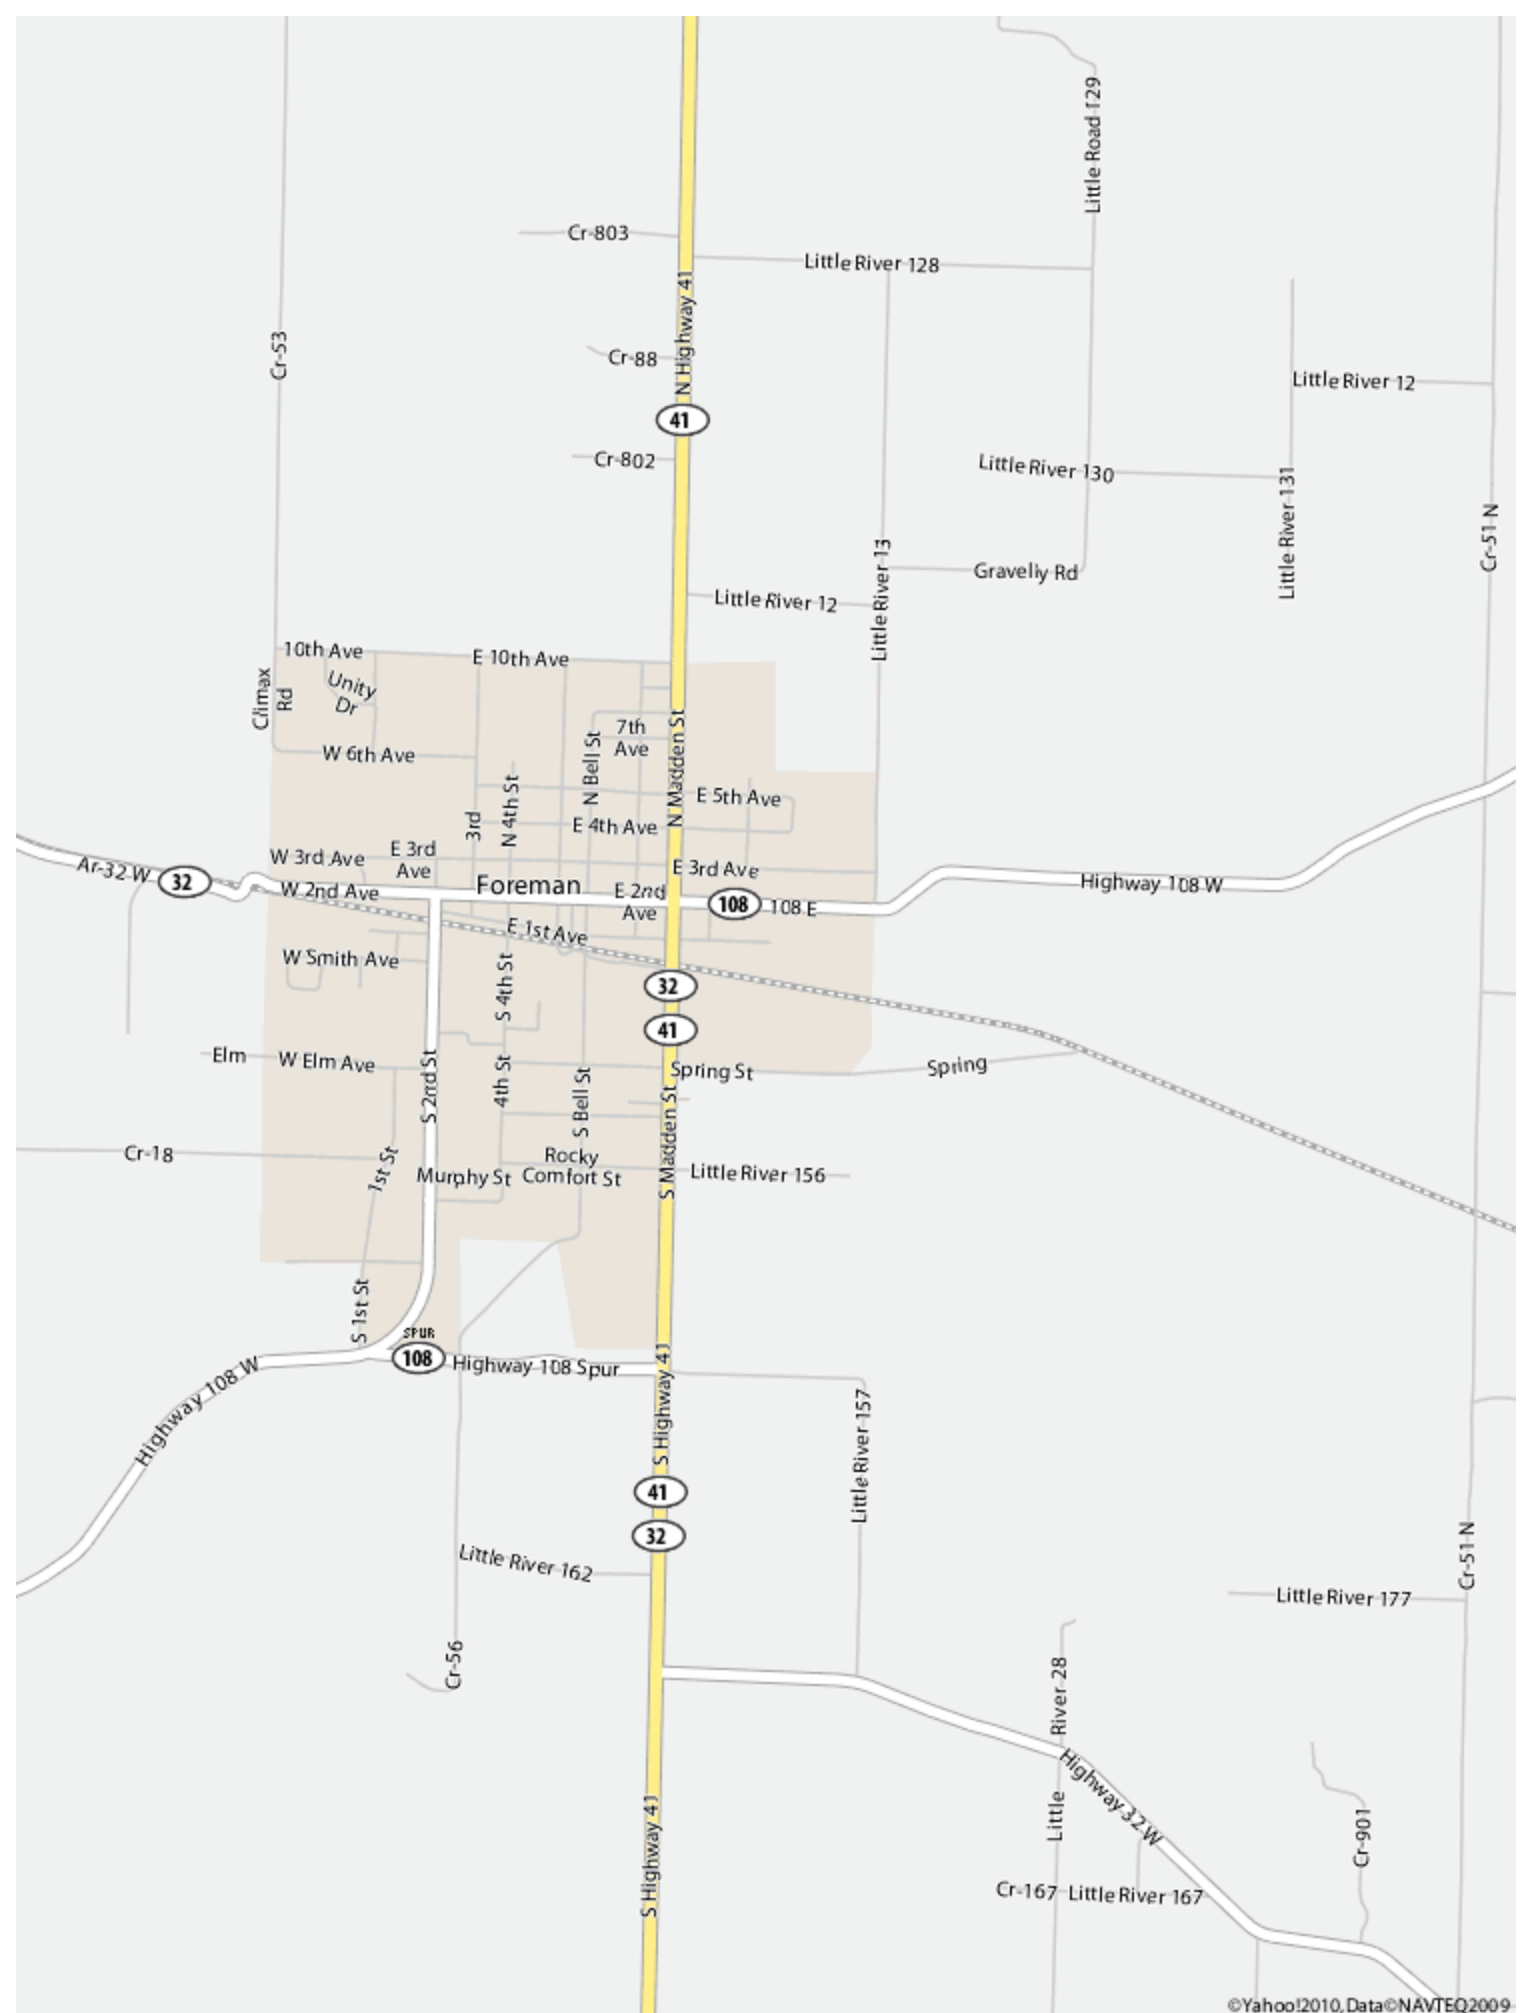 Little Road 129
Cr-803
Little River 128
N Highway 41
Cr-53
Cr-88
Little River 12
41
Cr-802
Little River 130
Little River 131
Cr-51 N
Little River 13
Gravelly Rd
Little River 12
10th Ave
E 10th Ave
Climax
Rd
Unity
Dr
7th
Ave
N Madden St
W 6th Ave
N Bell St
N 4th St
E 5th Ave
3rd
E 4th Ave
W 3rd Ave
E 3rd
Ave
E 3rd Ave
Ar-32 W
32
W 2nd Ave
Foreman
E 2nd
Ave
108
108 E
Highway 108 W
E 1st Ave
W Smith Ave
S 4th St
32
41
Elm
W Elm Ave
S 2nd St
4th St
S Bell St
Spring St
Spring
S Madden St
Cr-18
1st St
Murphy St
Rocky
Comfort St
Little River 156
S 1st St
SPUR
108
Highway 108 Spur
Highway 108 W
S Highway 41
Little River 157
41
32
Little River 162
Cr-51 N
Little River 177
Cr-56
River 28
Little
Highway 32 W
S Highway 41
Cr-901
Cr-167
Little River 167
©Yahoo!2010, Data©NAVTEQ2009